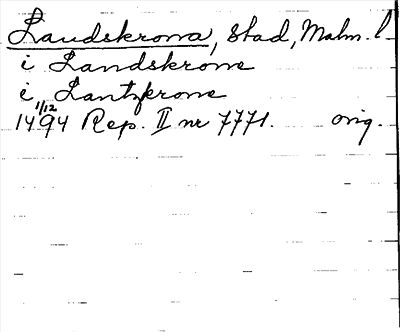 Landskrona, Stad, Malm. l.
i Landskrone
i Lantzkrone
1/12 1494 Rep. II nr 7771. orig.